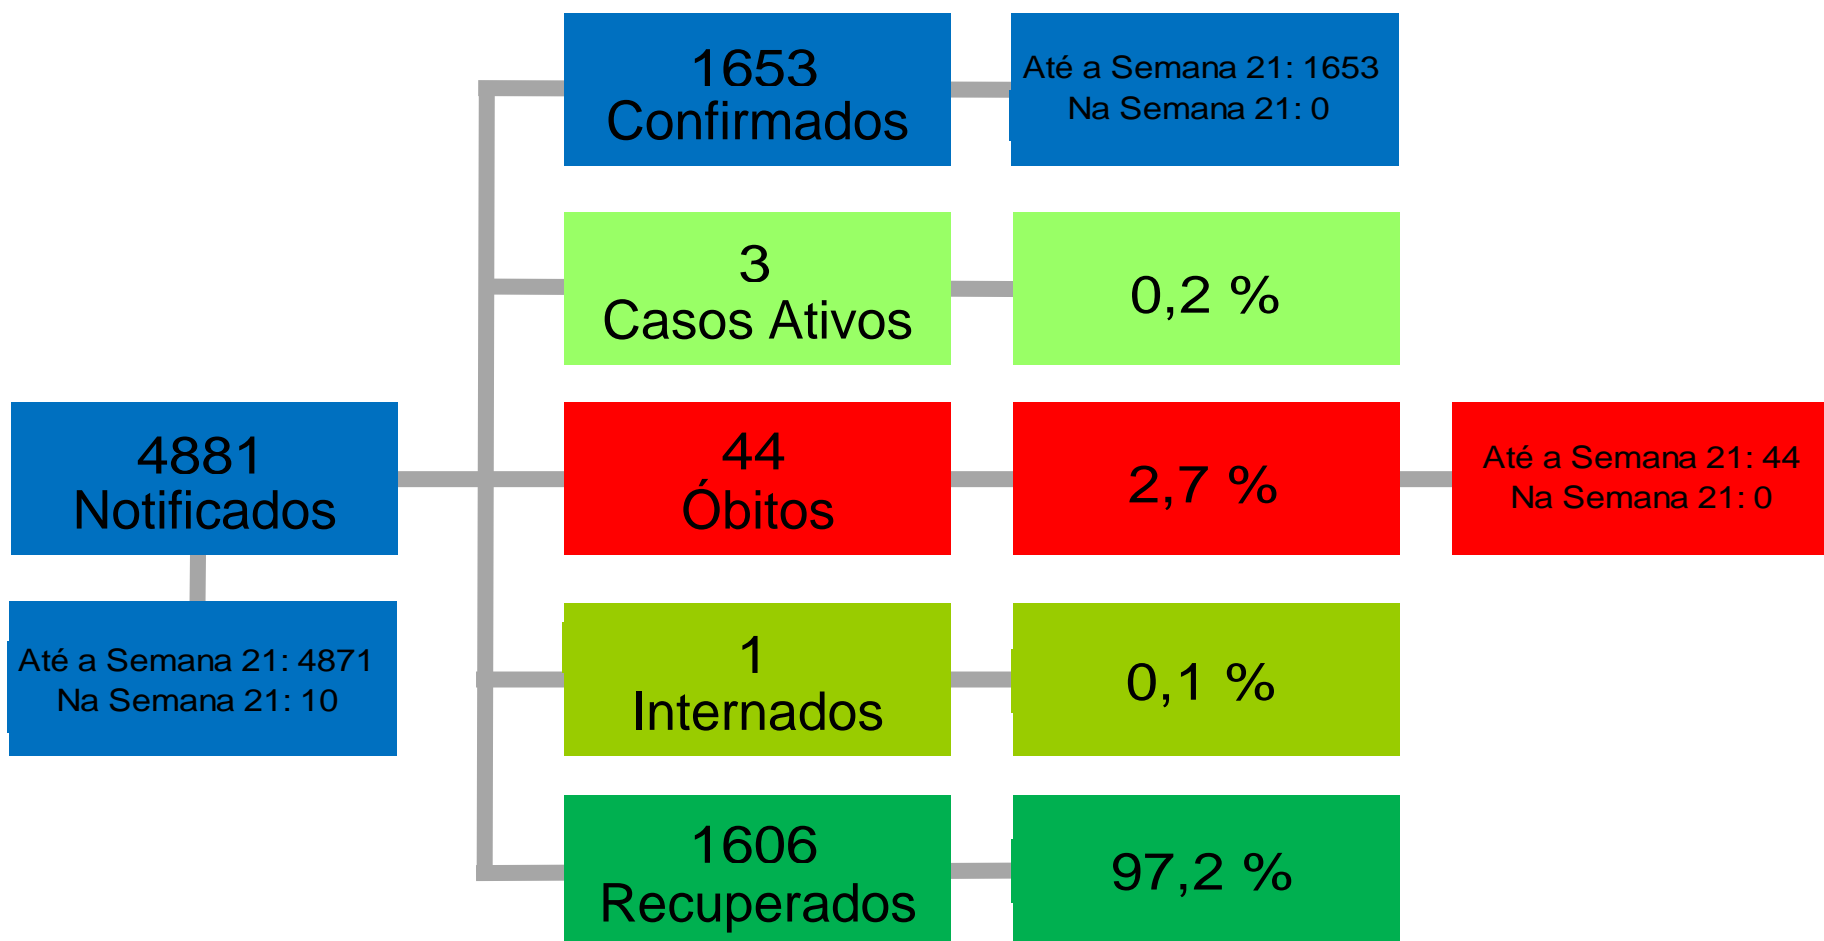 4881
Notificados
Até a Semana 21: 4871
Na Semana 21: 10
1653
Confirmados
Até a Semana 21: 1653
Na Semana 21: 0
3
Casos Ativos
0,2 %
44
Óbitos
2,7 %
Até a Semana 21: 44
Na Semana 21: 0
1
Internados
0,1 %
1606
Recuperados
97,2 %